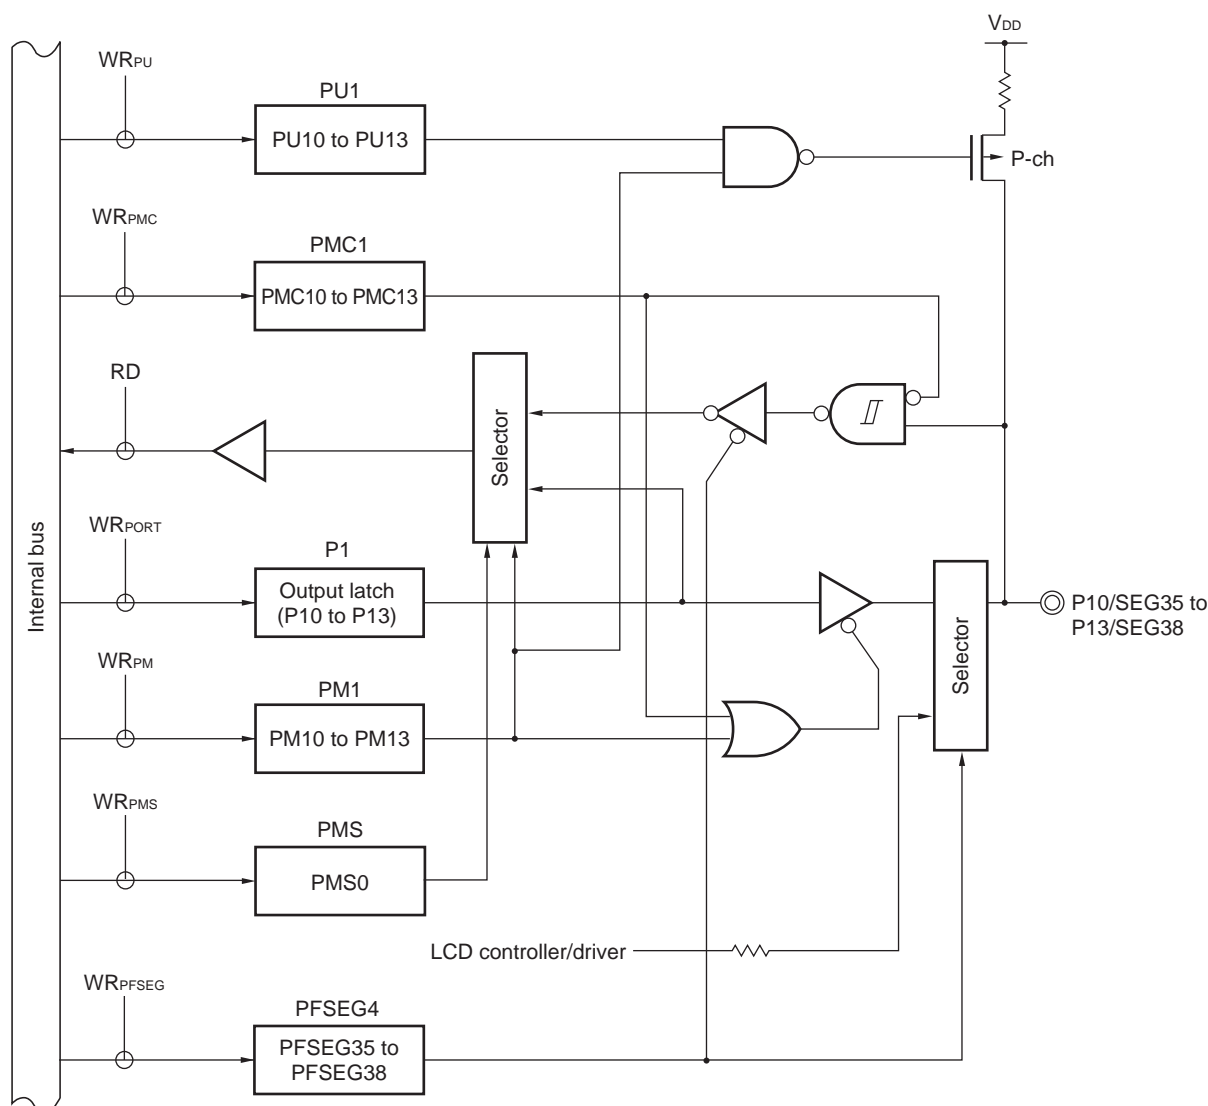 VDD
WRPU
PU1
PU10 to PU13
P-ch
WRPMC
PMC1
PMC10 to PMC13
RD
Selector
WRPORT
P1
Output latch
(P10 to P13)
Internal bus
P10/SEG35 to
P13/SEG38
Selector
WRPM
PM1
PM10 to PM13
WRPMS
PMS
PMS0
LCD controller/driver
WRPFSEG
PFSEG4
PFSEG35 to
PFSEG38